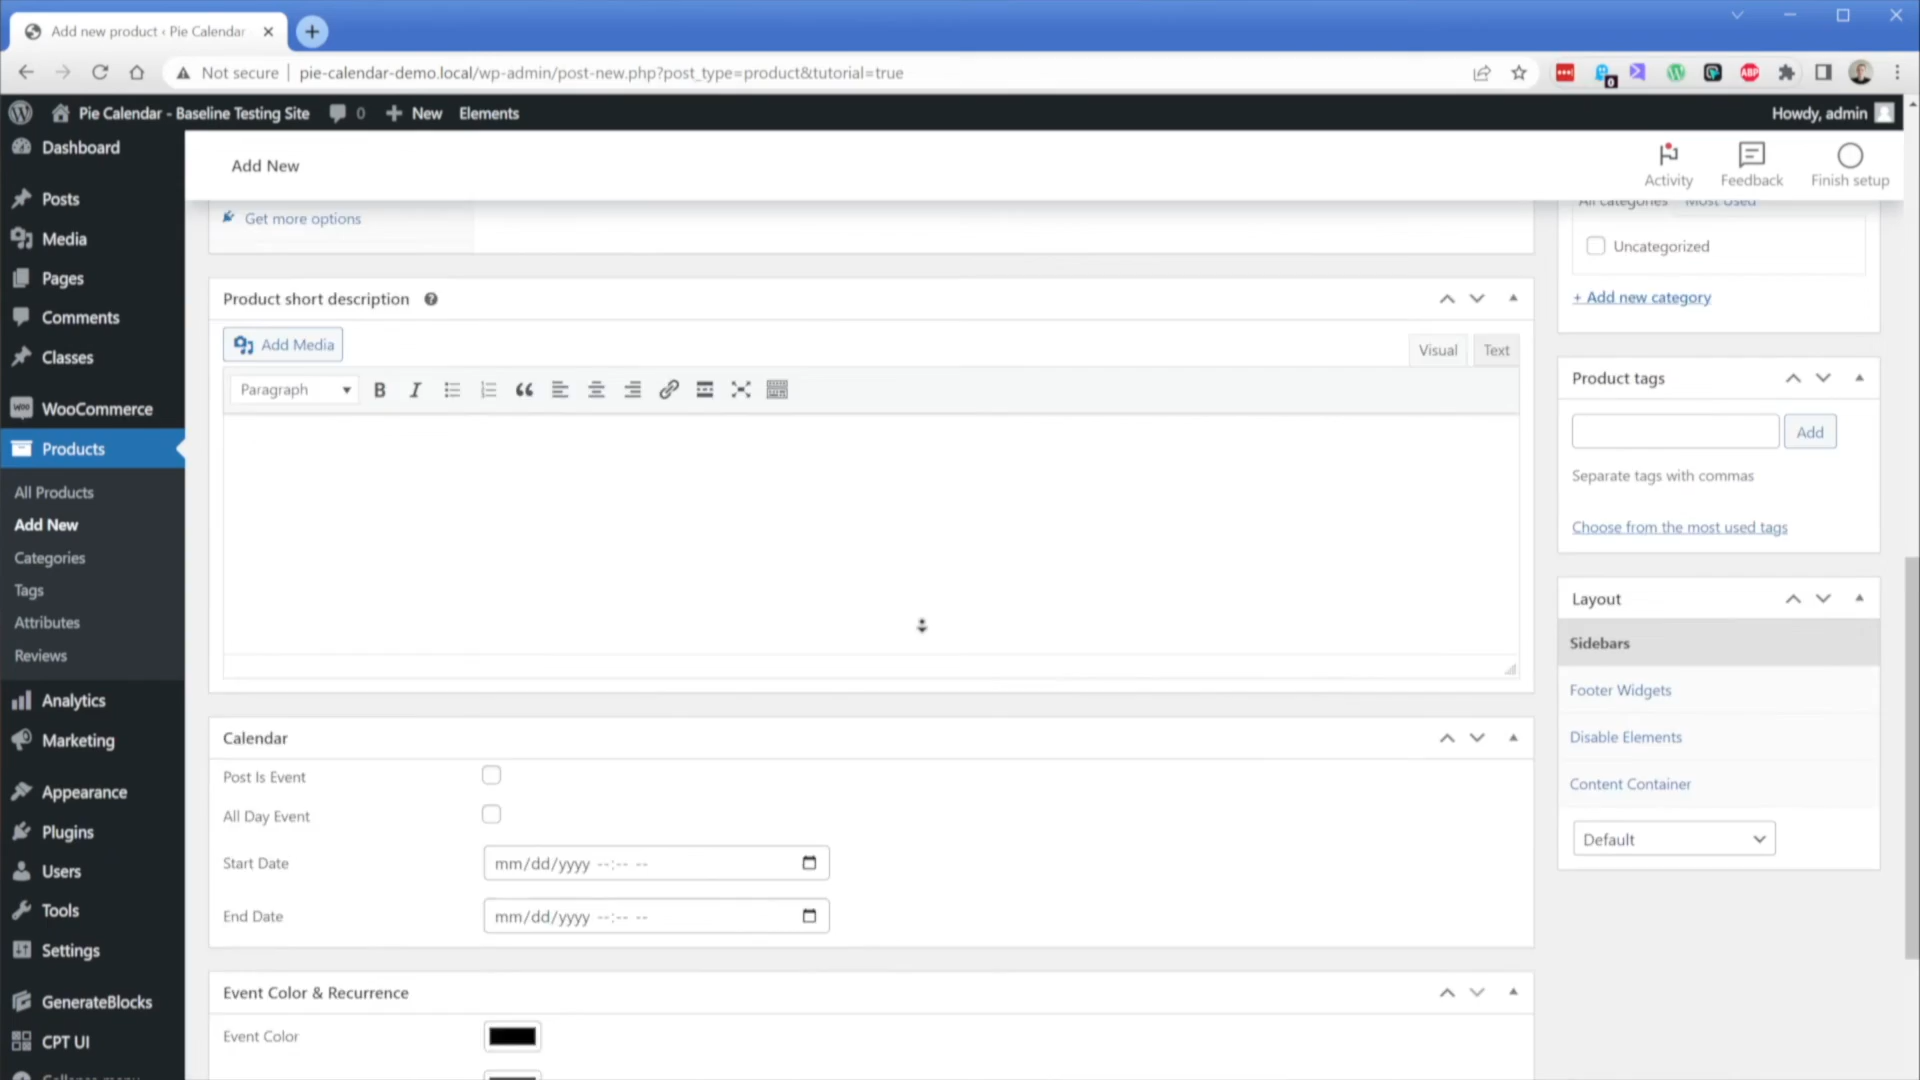 Add new product ‹ Pie Calendar
Not secure
pie-calendar-demo.local/wp-admin/post-new.php?post_type=product&tutorial=true
ABP
0
Pie Calendar - Baseline Testing Site
0
New
Elements
Howdy, admin
Dashboard
Posts
Media
Pages
Comments
Classes
WooCommerce
Products
All Products
Add New
Categories
Tags
Attributes
Reviews
Analytics
Marketing
Appearance
Plugins
Users
Tools
Settings
GenerateBlocks
CPT UI
Collapse menu
Add New
Activity
Feedback
Finish setup
Get more options
Product short description
Add Media
Visual
Text
Paragraph
B
I
Calendar
Post Is Event
All Day Event
Start Date
mm/dd/yyyy --:-- --
End Date
mm/dd/yyyy --:-- --
Event Color & Recurrence
Event Color
All categories
Most Used
Uncategorized
+ Add new category
Product tags
Add
Separate tags with commas
Choose from the most used tags
Layout
Sidebars
Footer Widgets
Disable Elements
Content Container
Default